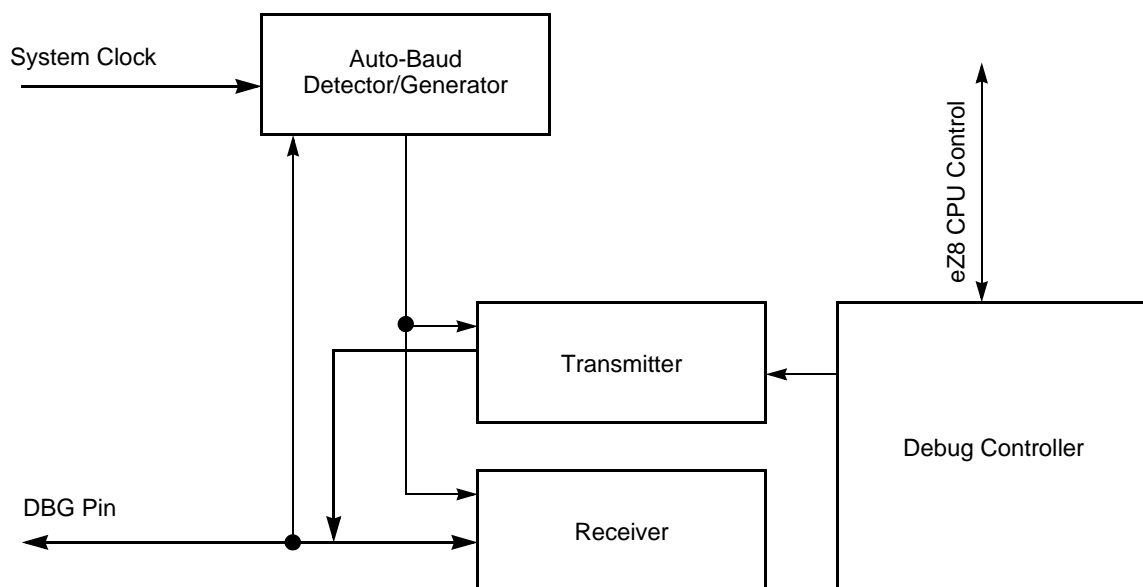 System Clock
Auto-Baud
Detector/Generator
eZ8 CPU Control
Transmitter
Debug Controller
DBG Pin
Receiver